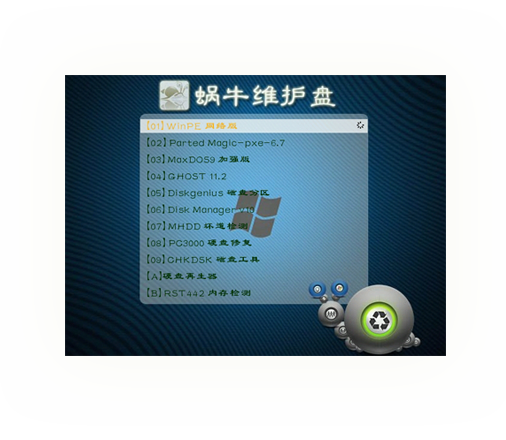 蜗牛维护盘
[01]WinPE 网络版
[02]Parted Magic-pxe-6.7
[03]MaxDOS9 加强版
[04]GHOST 11.2
[05]Diskgenius 磁盘分区
[06]Disk Manager
[07]MHDD 坏道检测
[08]PC3000 硬盘修复
[09]CHKDSK 磁盘工具
[A]硬盘再生器
[B]RST442 内存检测